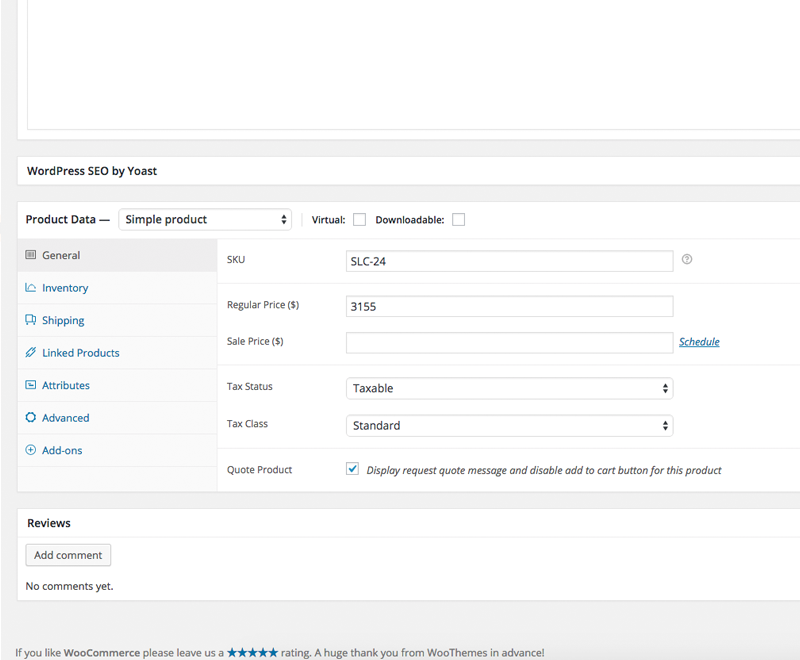 WordPress SEO by Yoast
Product Data — Simple product Virtual: Downloadable:
General
Inventory
Shipping
Linked Products
Attributes
Advanced
Add-ons
SKU SLC-24
Regular Price ($) 3155
Sale Price ($) Schedule
Tax Status Taxable
Tax Class Standard
Quote Product Display request quote message and disable add to cart button for this product
Reviews
Add comment
No comments yet.
If you like WooCommerce please leave us a ★★★★★ rating. A huge thank you from WooThemes in advance!